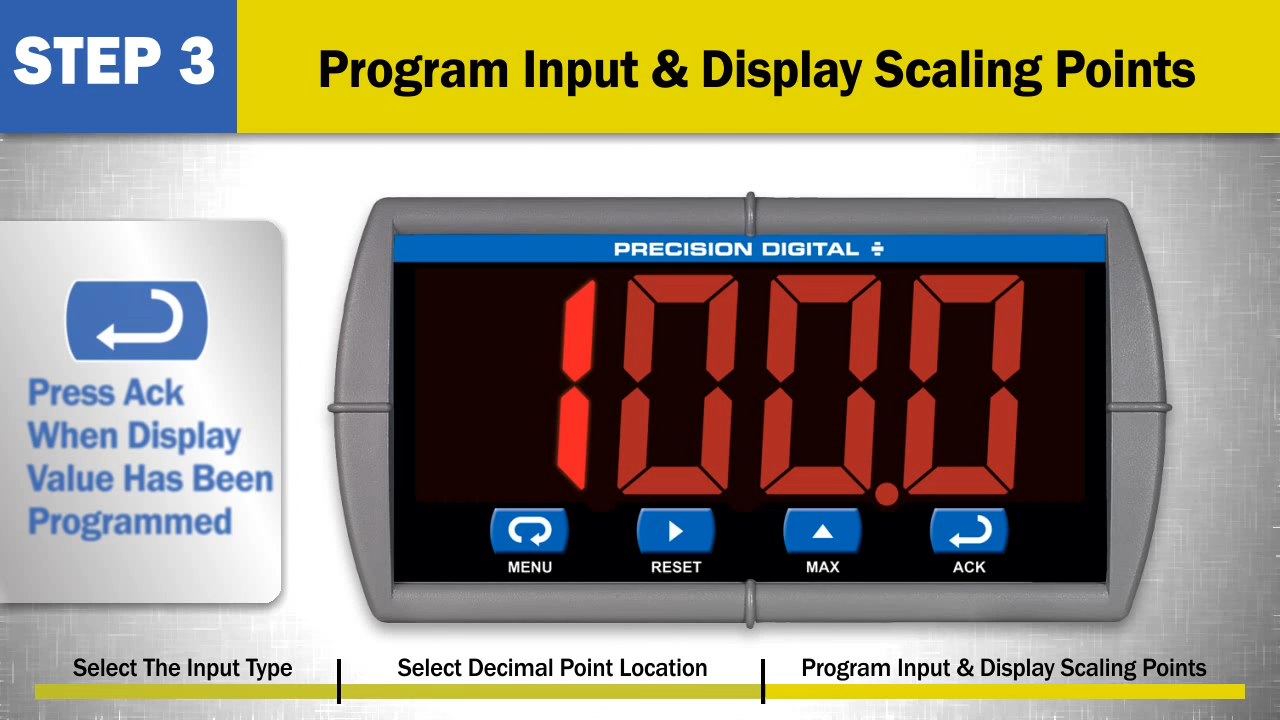 STEP 3
Program Input & Display Scaling Points
Press Ack
When Display
Value Has Been
Programmed
PRECISION DIGITAL
100.0
MENU
RESET
MAX
ACK
Select The Input Type
Select Decimal Point Location
Program Input & Display Scaling Points